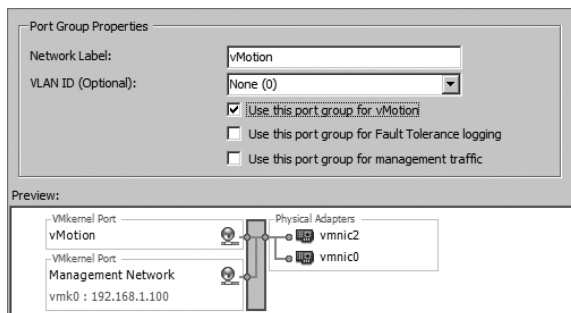 Port Group Properties
Network Label:
vMotion
VLAN ID (Optional):
None (0)
Use this port group for vMotion
Use this port group for Fault Tolerance logging
Use this port group for management traffic
Preview:
VMkernel Port
vMotion
Physical Adapters
vmnic2
vmnic0
VMkernel Port
Management Network
vmk0 : 192.168.1.100